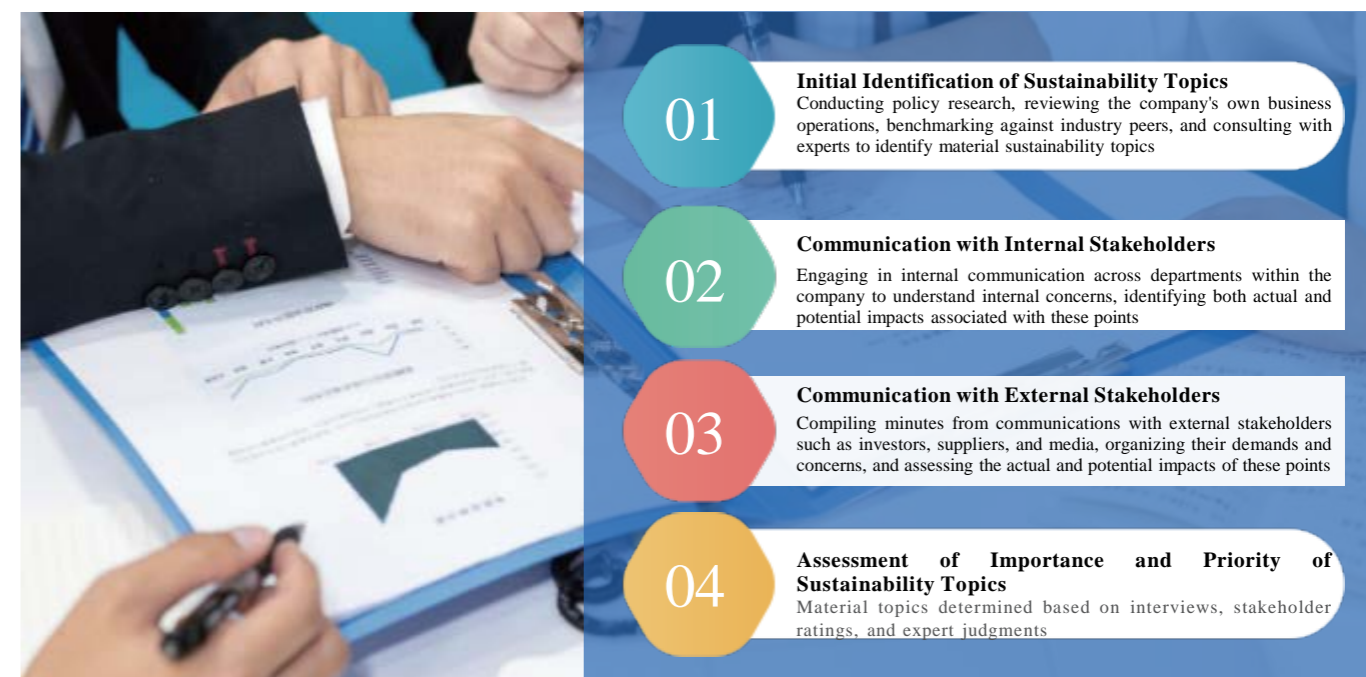 01
Initial Identification of Sustainability Topics
Conducting policy research, reviewing the company's own business
operations, benchmarking against industry peers, and consulting with
experts to identify material sustainability topics
02
Communication with Internal Stakeholders
Engaging in internal communication across departments within the
company to understand internal concerns, identifying both actual and
potential impacts associated with these points
03
Communication with External Stakeholders
Compiling minutes from communications with external stakeholders
such as investors, suppliers, and media, organizing their demands and
concerns, and assessing the actual and potential impacts of these points
04
Assessment of Importance and Priority of
Sustainability Topics
Material topics determined based on interviews, stakeholder
ratings, and expert judgments